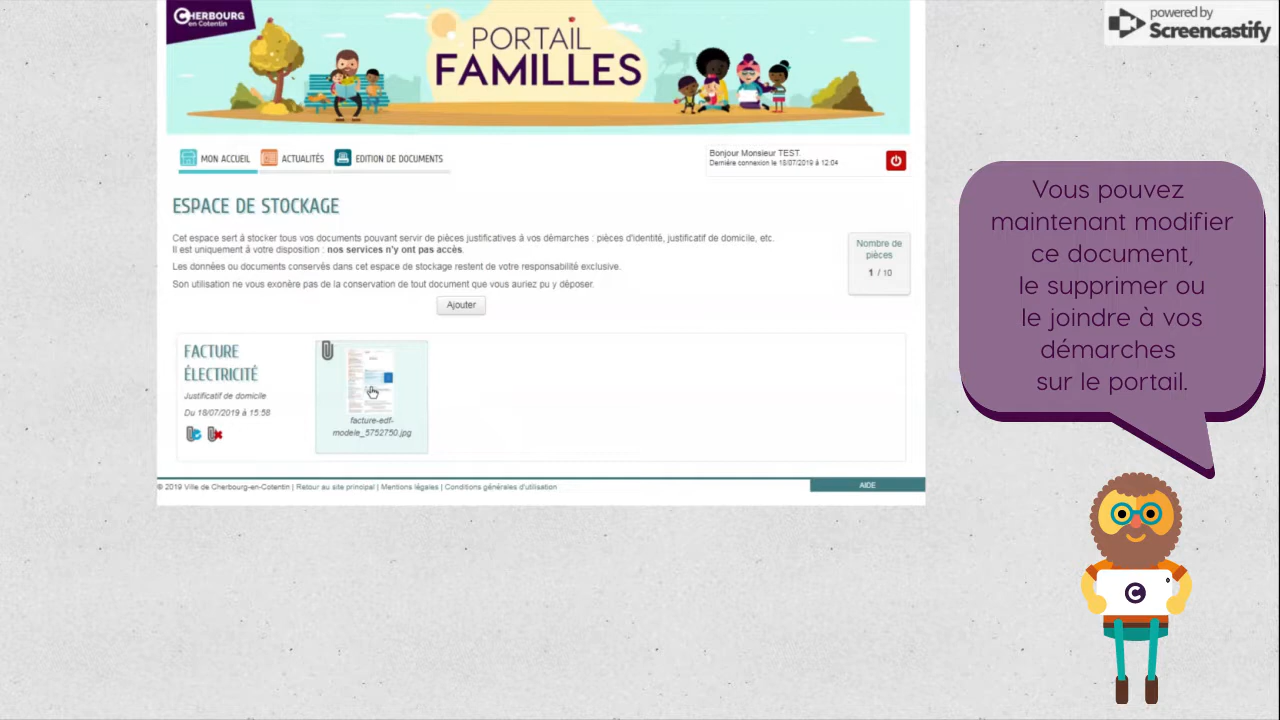 CHERBOURG
en Cotentin
PORTAIL
FAMILLES
powered by
Screencastify
MON ACCUEIL
ACTUALITÉS
EDITION DE DOCUMENTS
Bonjour Monsieur TEST.
Dernière connexion le 18/07/2019 à 12:04
ESPACE DE STOCKAGE
Cet espace sert à stocker tous vos documents pouvant servir de pièces justificatives à vos démarches : pièces d'identité, justificatif de domicile, etc.
Il est uniquement à votre disposition : nos services n'y ont pas accès.
Les données ou documents conservés dans cet espace de stockage restent de votre responsabilité exclusive.
Son utilisation ne vous exonère pas de la conservation de tout document que vous auriez pu y déposer.
Nombre de
pièces
1 / 10
Ajouter
FACTURE
ÉLECTRICITÉ
Justificatif de domicile
Du 18/07/2019 à 15:58
facture-edf-
modele_5752750.jpg
© 2019 Ville de Cherbourg-en-Cotentin | Retour au site principal | Mentions légales | Conditions générales d'utilisation
AIDE
Vous pouvez
maintenant modifier
ce document,
le supprimer ou
le joindre à vos
démarches
sur le portail.